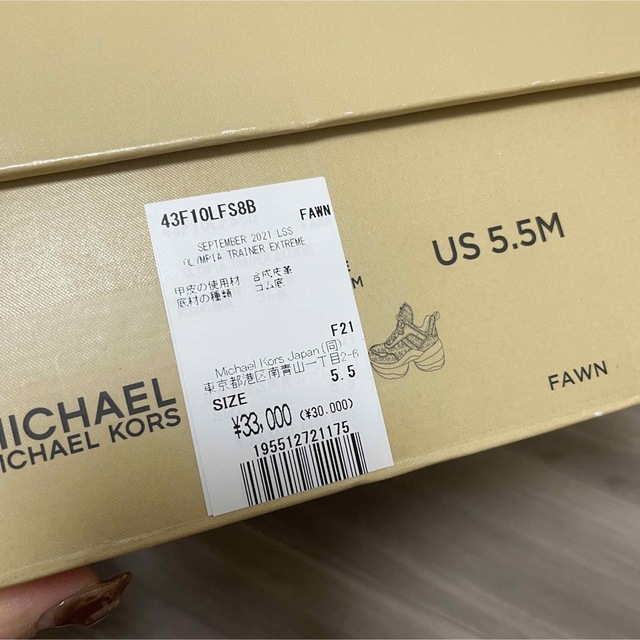 43F10LFS8B FAWN
SEPTEMBER 2021 LSS
OLYMPIA TRAINER EXTREME
甲皮の使用材 合成皮革
底材の種類 ゴム底
F21
Michael Kors Japan(同)
東京都港区南青山一丁目2-6
SIZE 5.5
¥33,000 (¥30.000)
195512721175
US 5.5M
FAWN
MICHAEL
MICHAEL KORS